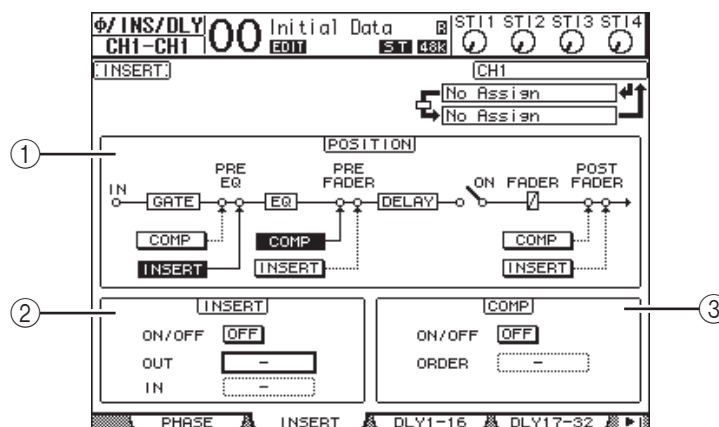 Φ/INS/DLY 00 Initial Data R STI1 STI2 STI3 STI4
CH1-CH1 EDIT ST 48k
INSERT CH1
No Assign
No Assign
① POSITION
PRE EQ PRE FADER POST FADER
IN GATE EQ DELAY ON FADER
COMP COMP COMP
INSERT INSERT INSERT
② INSERT COMP ③
ON/OFF OFF ON/OFF OFF
OUT - ORDER -
IN -
PHASE INSERT DLY1-16 DLY17-32